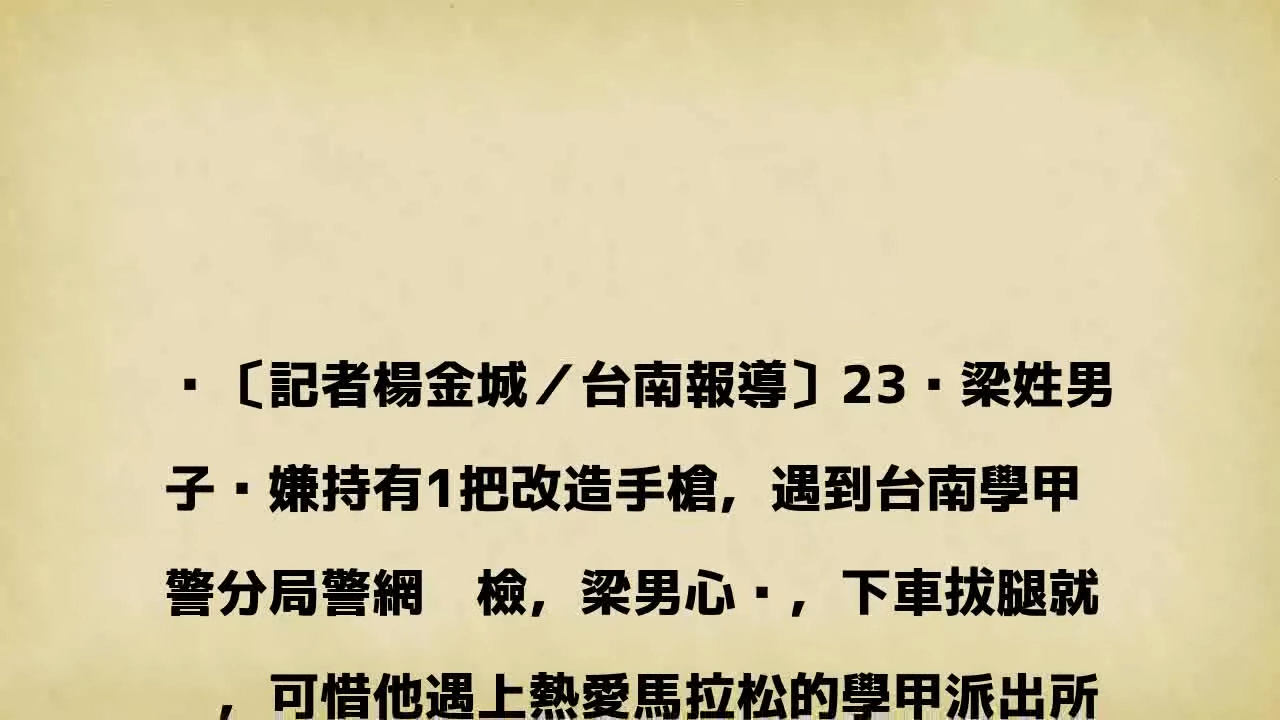 ▪〔記者楊金城／台南報導〕23▪梁姓男
子▪嫌持有1把改造手槍，遇到台南學甲
警分局警網　檢，梁男心▪，下車拔腿就
　，可惜他遇上熱愛馬拉松的學甲派出所